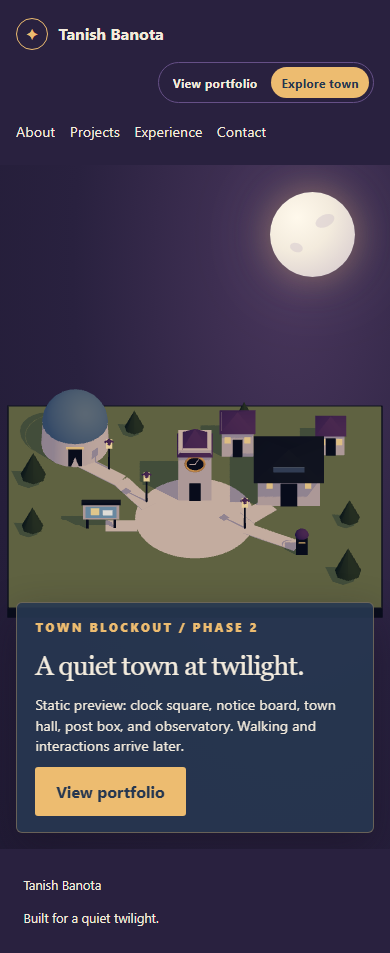 Tanish Banota
View portfolio
Explore town
About Projects Experience Contact
TOWN BLOCKOUT / PHASE 2
A quiet town at twilight.
Static preview: clock square, notice board, town
hall, post box, and observatory. Walking and
interactions arrive later.
View portfolio
Tanish Banota
Built for a quiet twilight.